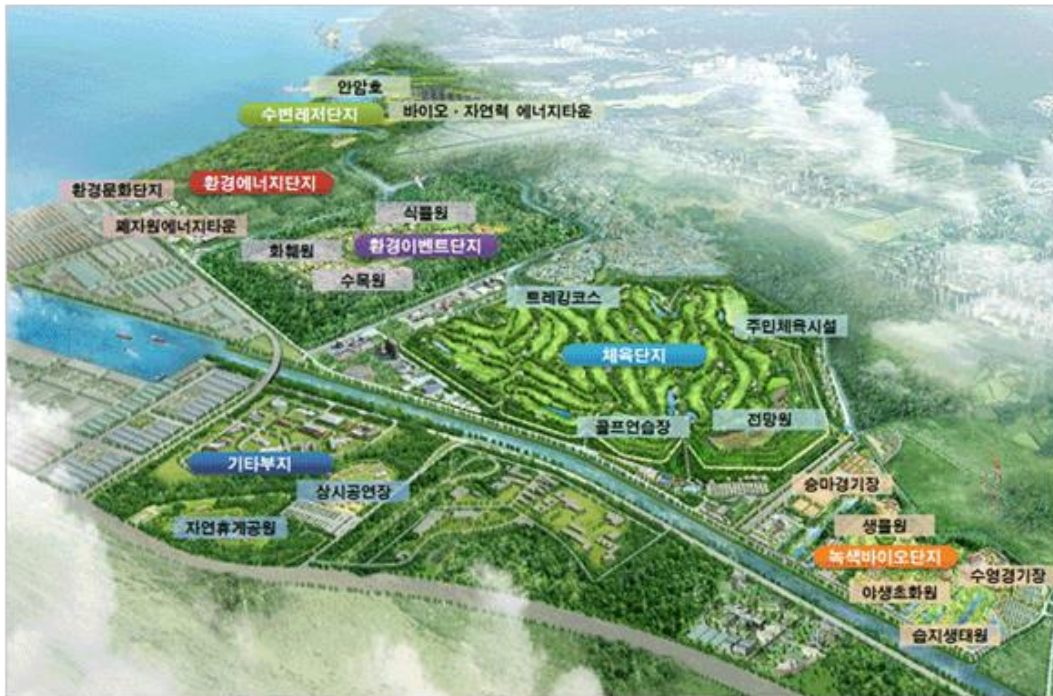 안암호
수변레저단지
바이오·자연력 에너지타운
환경에너지단지
환경문화단지
폐자원에너지타운
식물원
화훼원
환경이벤트단지
수목원
트레킹코스
주민체육시설
체육단지
골프연습장
전망원
기타부지
상시공연장
자연휴게공원
승마경기장
생물원
녹색바이오단지
수영경기장
야생초화원
습지생태원